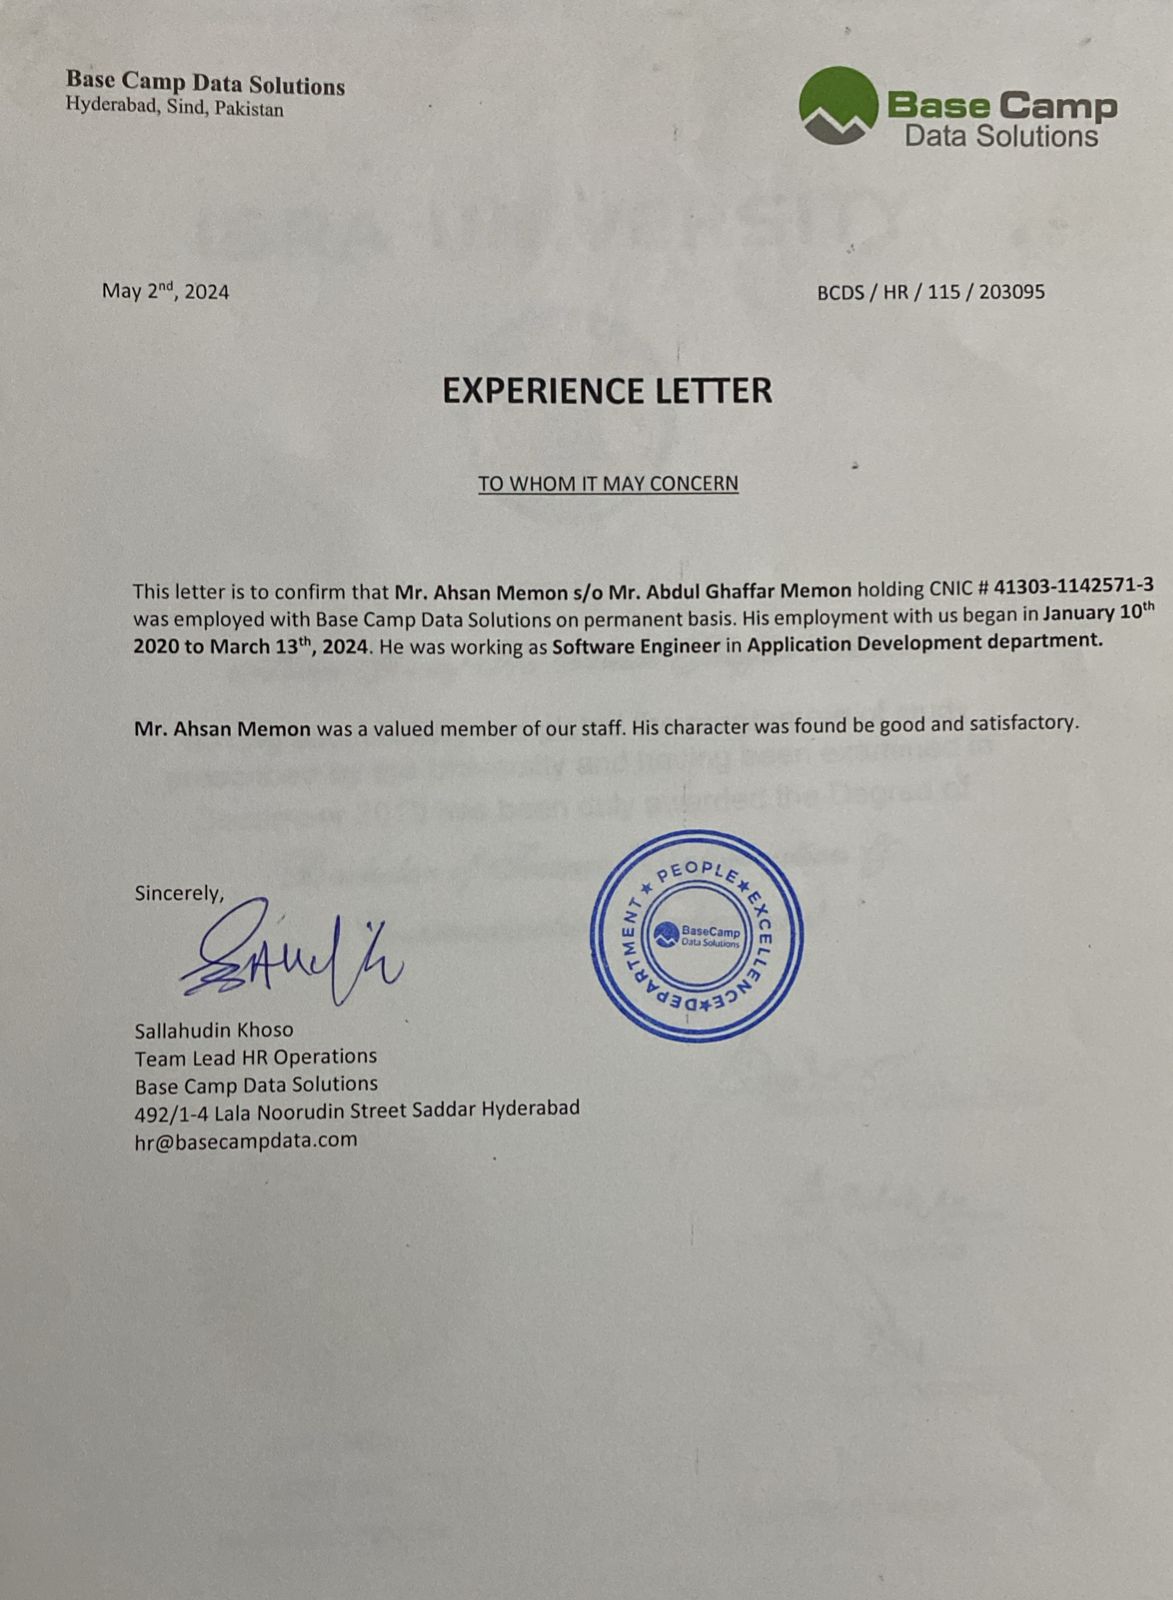 Base Camp Data Solutions
Hyderabad, Sind, Pakistan
Base Camp
Data Solutions
May 2nd, 2024
BCDS / HR / 115 / 203095
EXPERIENCE LETTER
TO WHOM IT MAY CONCERN
This letter is to confirm that Mr. Ahsan Memon s/o Mr. Abdul Ghaffar Memon holding CNIC # 41303-1142571-3
was employed with Base Camp Data Solutions on permanent basis. His employment with us began in January 10th
2020 to March 13th, 2024. He was working as Software Engineer in Application Development department.
Mr. Ahsan Memon was a valued member of our staff. His character was found be good and satisfactory.
Sincerely,
PEOPLE★EXCELLENCE★DEPARTMENT★
BaseCamp
Data Solutions
Sallahudin Khoso
Team Lead HR Operations
Base Camp Data Solutions
492/1-4 Lala Noorudin Street Saddar Hyderabad
hr@basecampdata.com